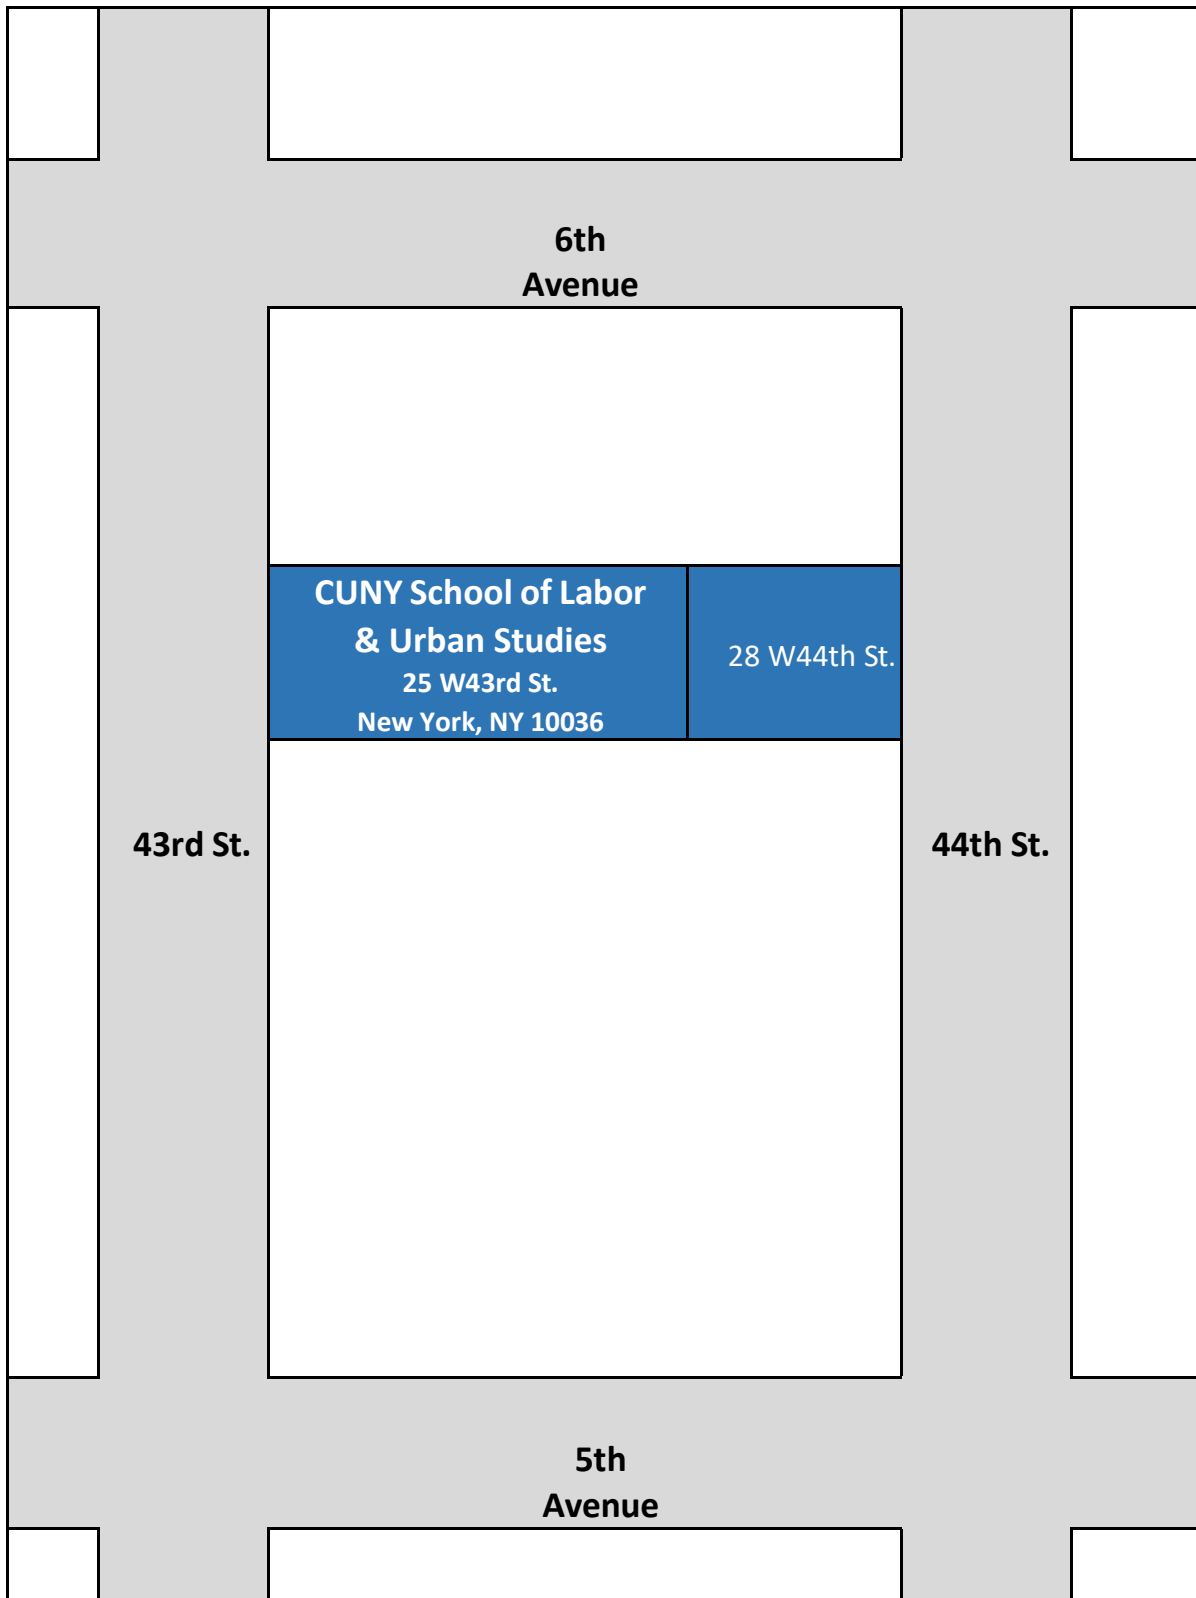 6th
Avenue
CUNY School of Labor
& Urban Studies
25 W43rd St.
New York, NY 10036
28 W44th St.
43rd St.
44th St.
5th
Avenue